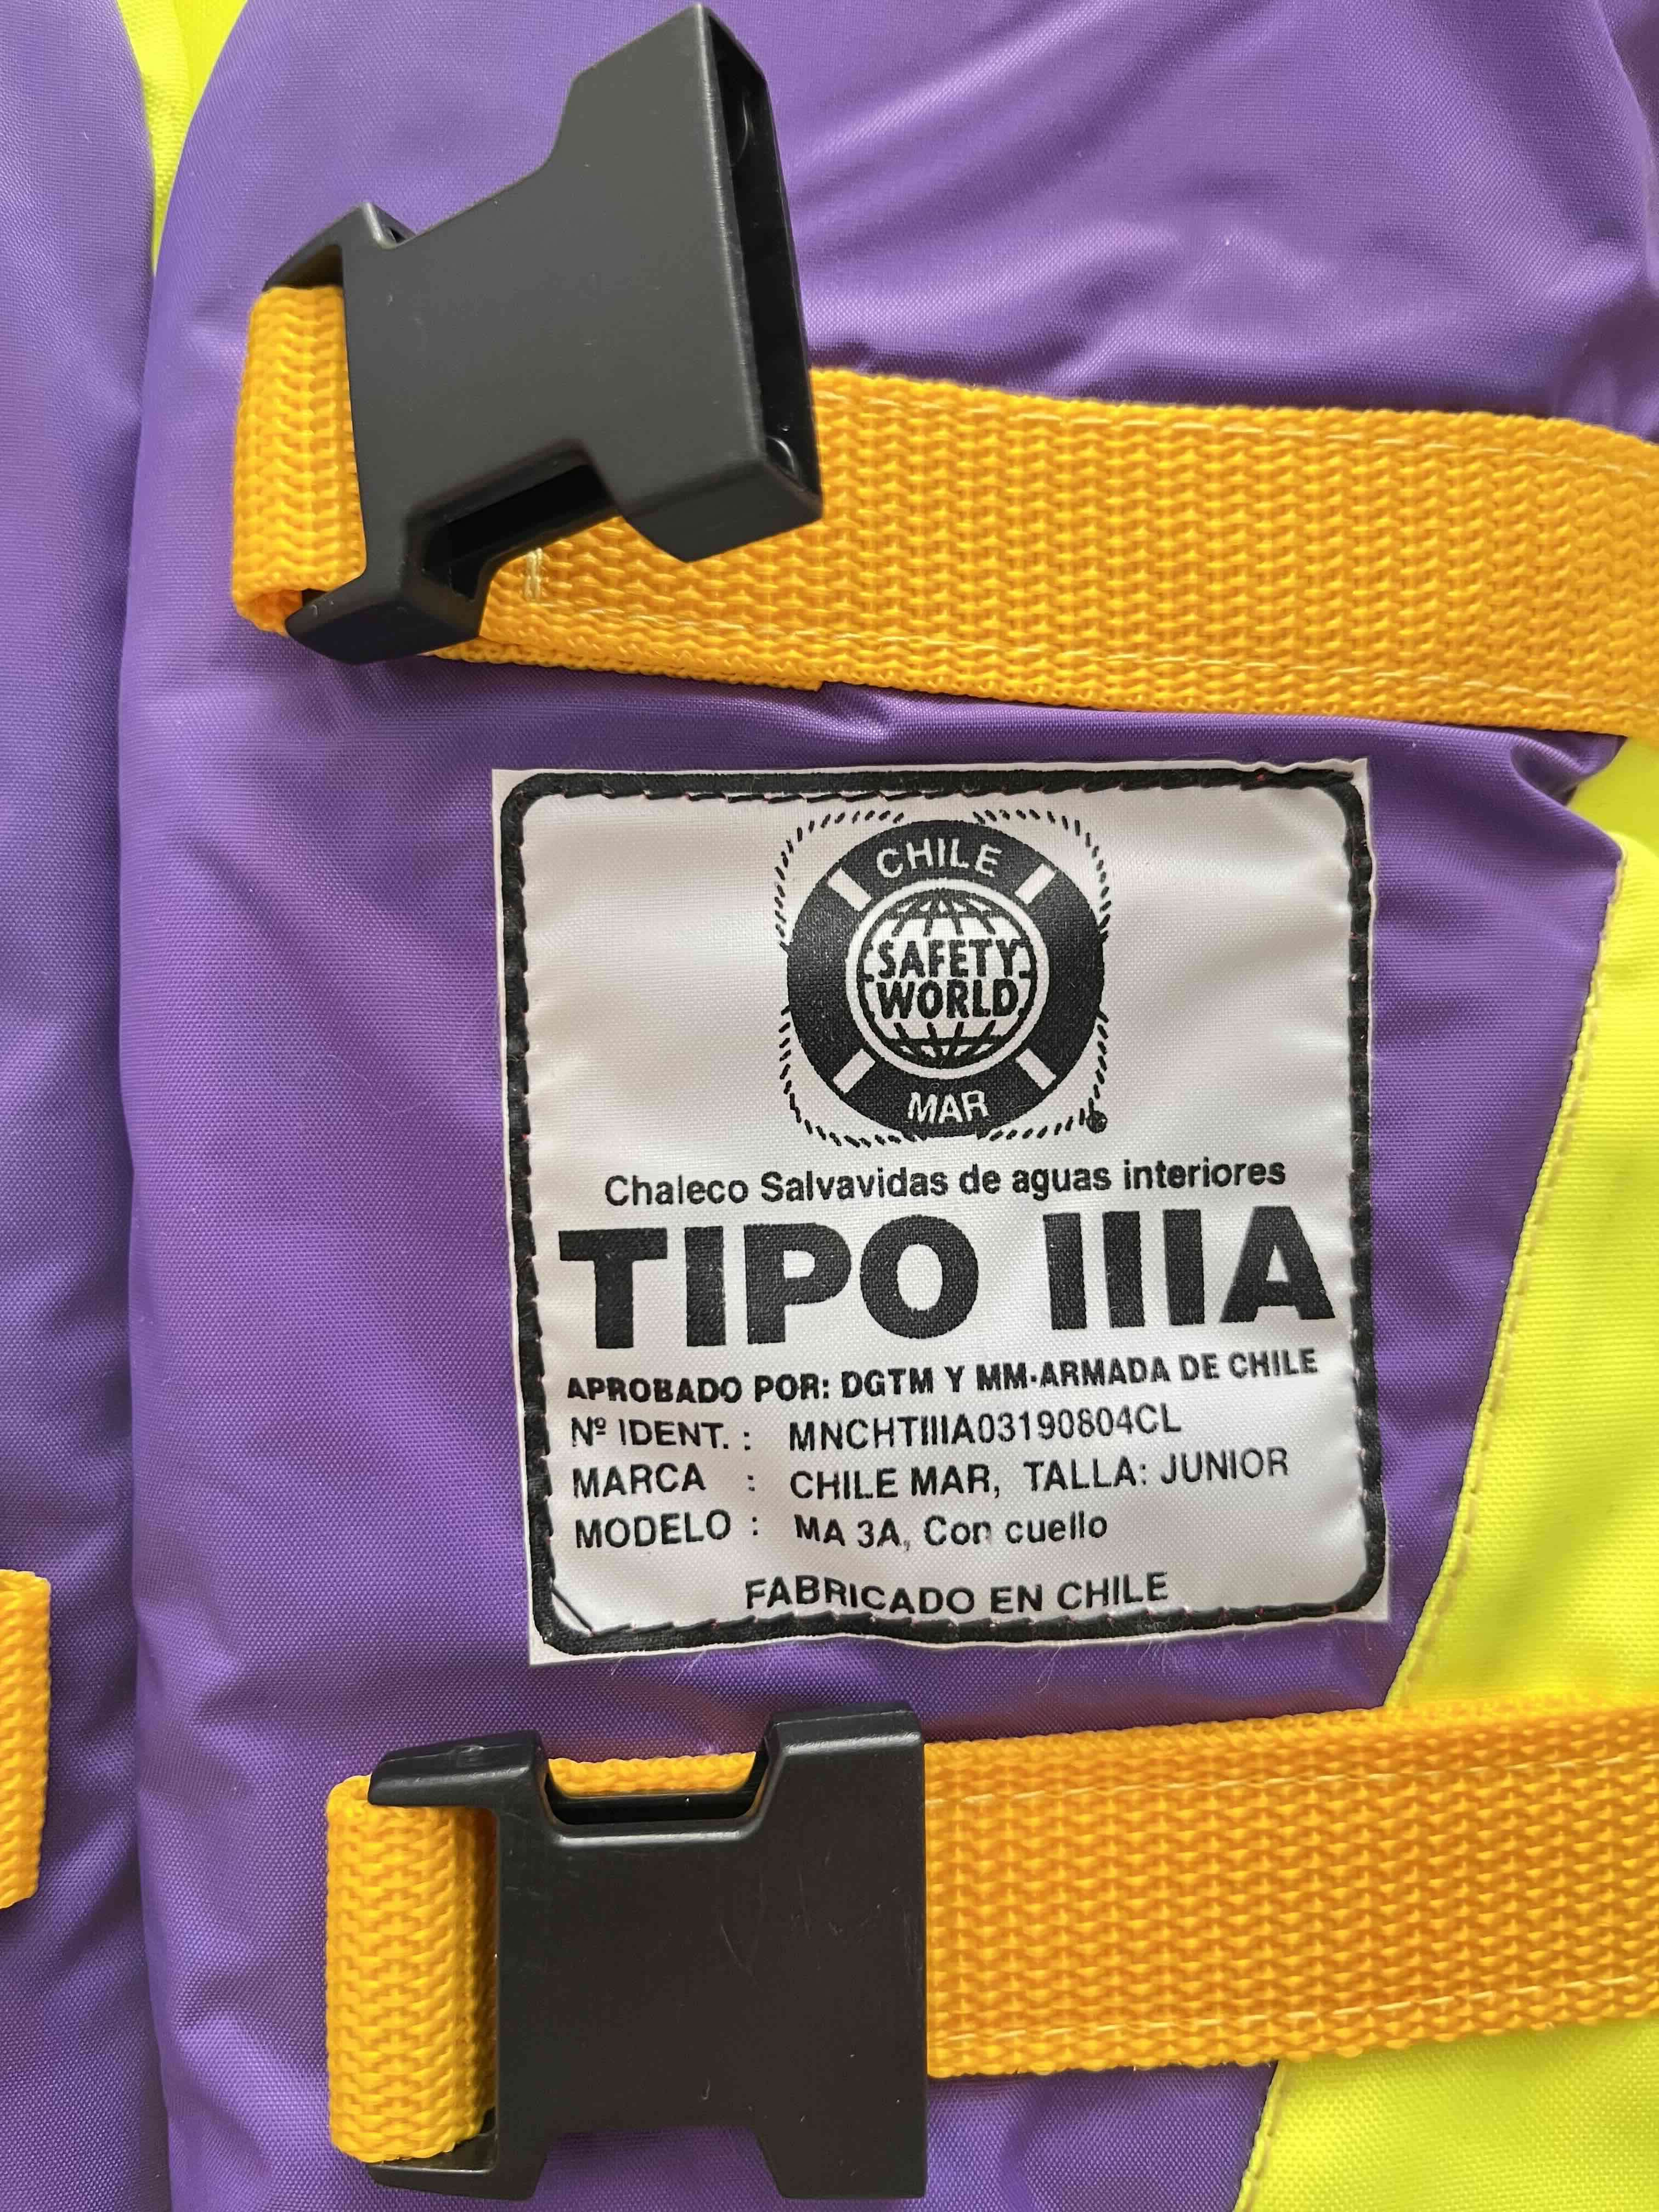 CHILE
SAFETY
WORLD
MAR
Chaleco Salvavidas de aguas interiores
TIPO IIIA
APROBADO POR: DGTM Y MM-ARMADA DE CHILE
Nº IDENT. : MNCHTIIIA03190804CL
MARCA : CHILE MAR, TALLA: JUNIOR
MODELO : MA 3A, Con cuello
FABRICADO EN CHILE